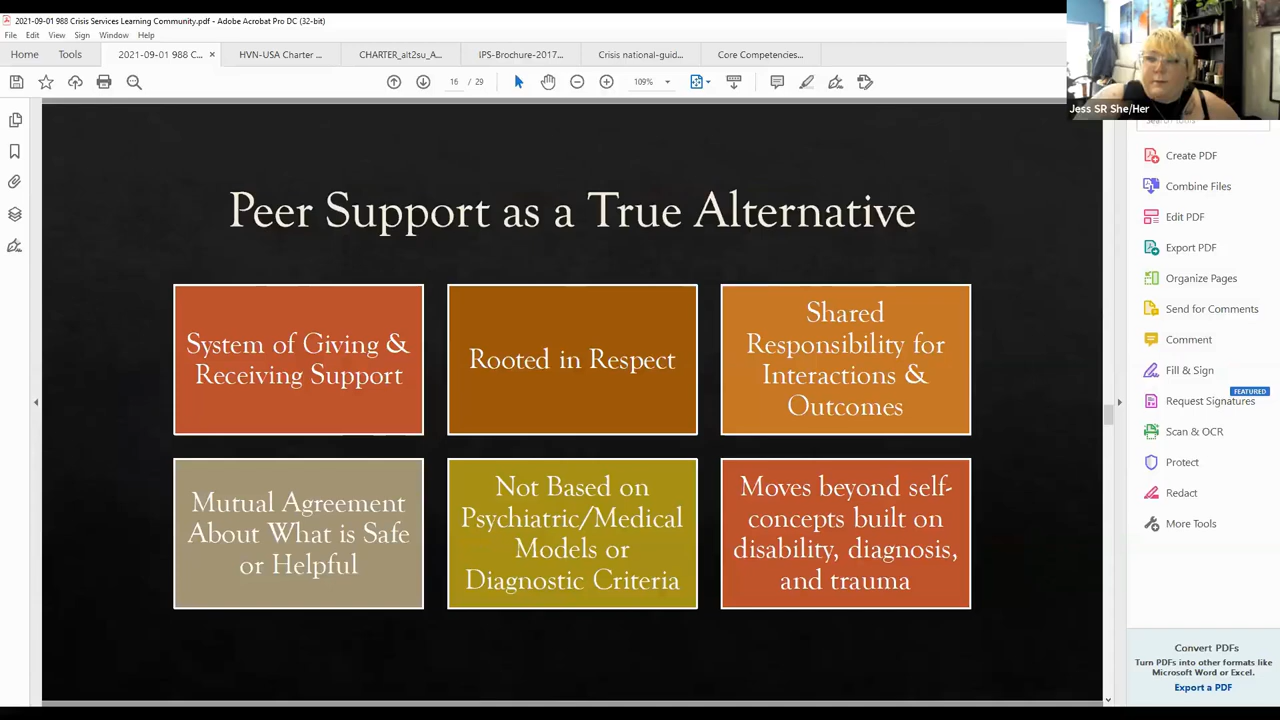 2021-09-01 988 Crisis Services Learning Community.pdf - Adobe Acrobat Pro DC (32-bit)
File Edit View Sign Window Help
Home Tools 2021-09-01 988 C... × HVN-USA Charter ... CHARTER_alt2su_A... IPS-Brochure-2017... Crisis national-guid... Core Competencies...
16 / 29 109%
Jess SR She/Her
Peer Support as a True Alternative
System of Giving &
Receiving Support
Rooted in Respect
Shared
Responsibility for
Interactions &
Outcomes
Mutual Agreement
About What is Safe
or Helpful
Not Based on
Psychiatric/Medical
Models or
Diagnostic Criteria
Moves beyond self-
concepts built on
disability, diagnosis,
and trauma
Create PDF
Combine Files
Edit PDF
Export PDF
Organize Pages
Send for Comments
Comment
Fill & Sign
FEATURED
Request Signatures
Scan & OCR
Protect
Redact
More Tools
Convert PDFs
Turn PDFs into other formats like
Microsoft Word or Excel.
Export a PDF